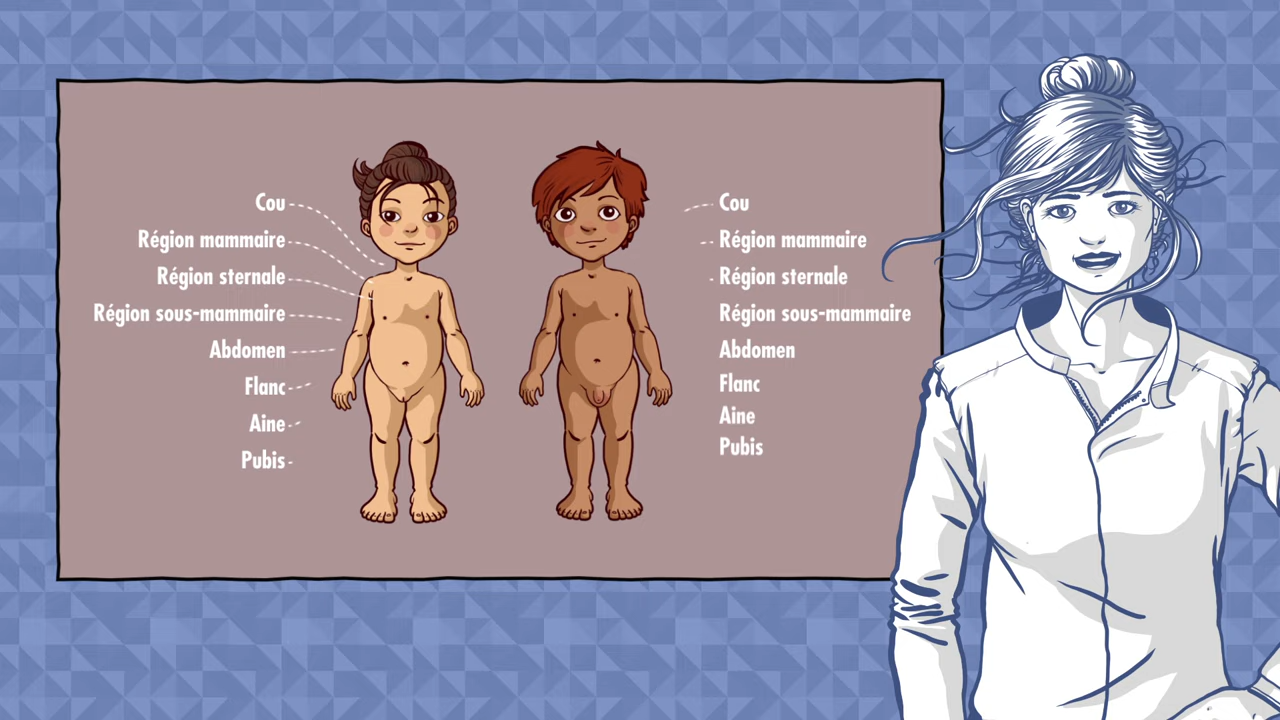 Cou
Région mammaire
Région sternale
Région sous-mammaire
Abdomen
Flanc
Aine
Pubis
Cou
Région mammaire
Région sternale
Région sous-mammaire
Abdomen
Flanc
Aine
Pubis